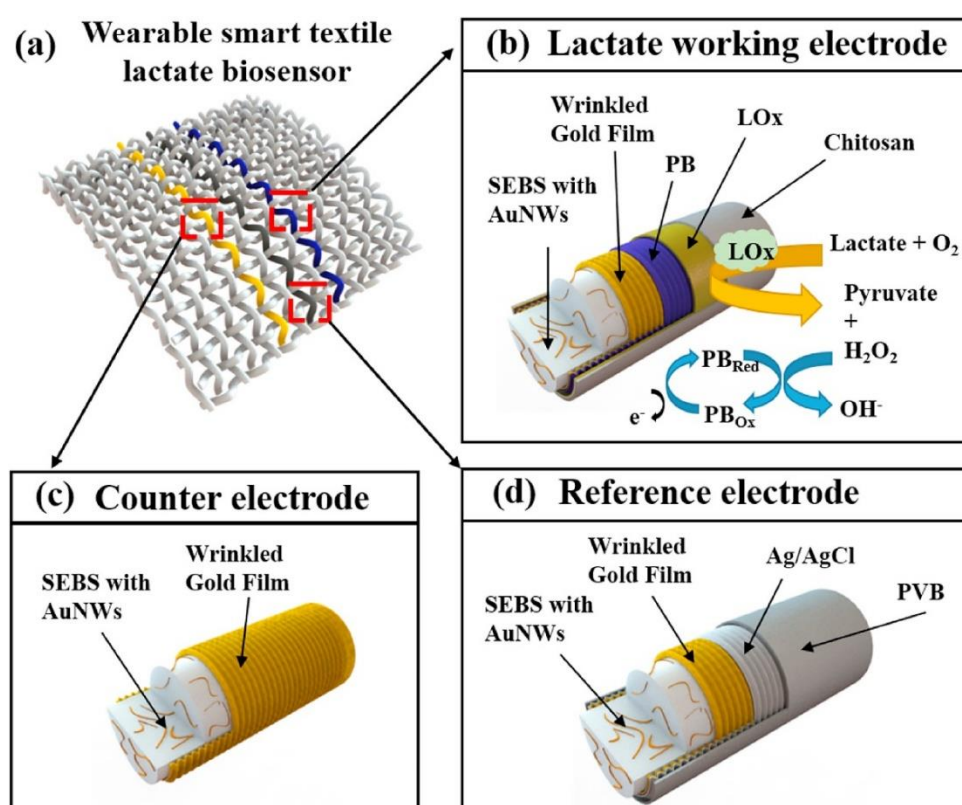 (a) Wearable smart textile
lactate biosensor
(b) Lactate working electrode
Wrinkled
Gold Film
LOx
PB
Chitosan
SEBS with
AuNWs
LOx
Lactate + O₂
Pyruvate
+
H₂O₂
PB_Red
e⁻
PB_Ox
OH⁻
(c) Counter electrode
Wrinkled
Gold Film
SEBS with
AuNWs
(d) Reference electrode
Wrinkled
Gold Film
Ag/AgCl
PVB
SEBS with
AuNWs